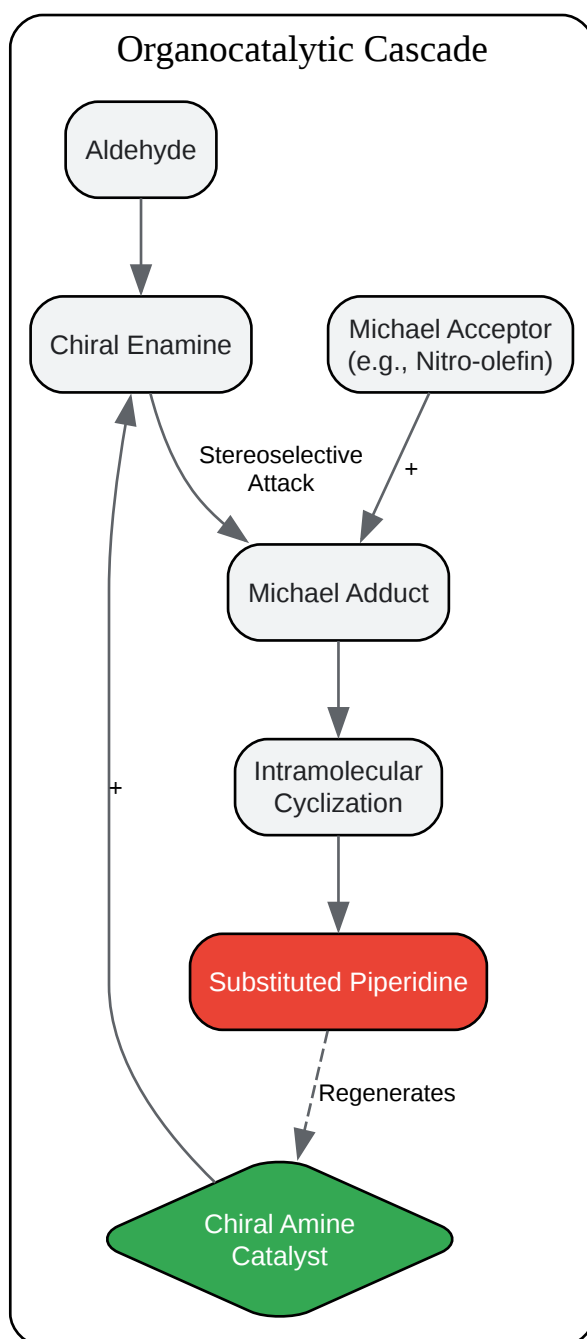 Organocatalytic Cascade
Aldehyde
Chiral Enamine
Michael Acceptor
(e.g., Nitro-olefin)
Stereoselective
Attack
+
Michael Adduct
Intramolecular
Cyclization
+
Substituted Piperidine
Regenerates
Chiral Amine
Catalyst